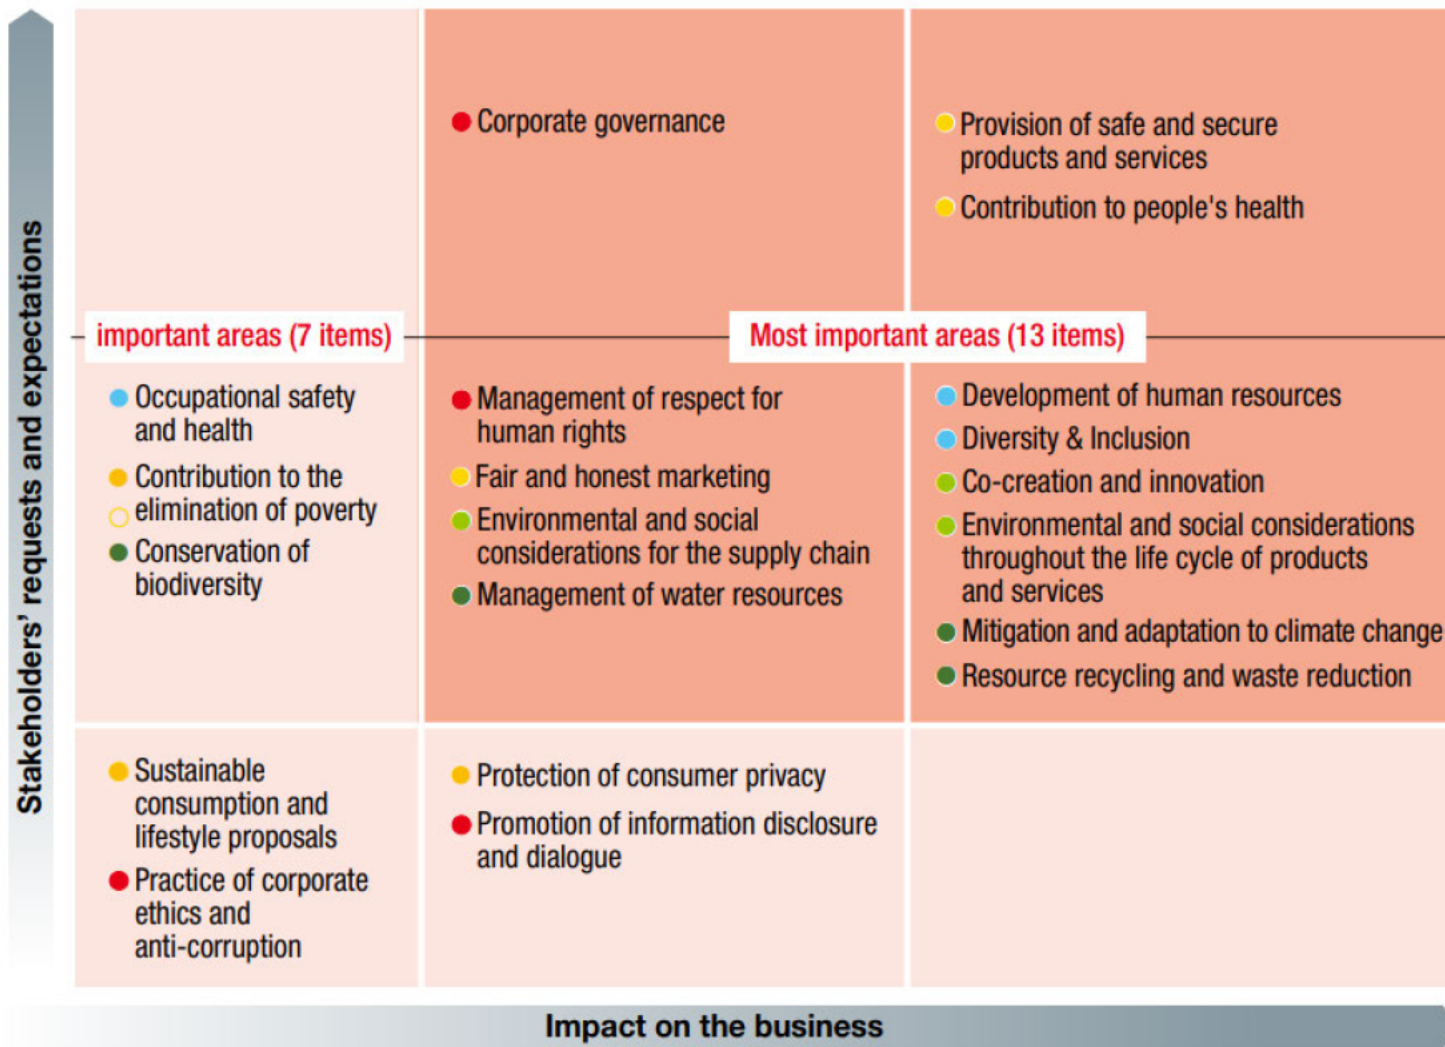 Stakeholders' requests and expectations
Corporate governance
Provision of safe and secure
products and services
Contribution to people's health
important areas (7 items)
Most important areas (13 items)
Occupational safety
and health
Contribution to the
elimination of poverty
Conservation of
biodiversity
Management of respect for
human rights
Fair and honest marketing
Environmental and social
considerations for the supply chain
Management of water resources
Development of human resources
Diversity & Inclusion
Co-creation and innovation
Environmental and social considerations
throughout the life cycle of products
and services
Mitigation and adaptation to climate change
Resource recycling and waste reduction
Sustainable
consumption and
lifestyle proposals
Practice of corporate
ethics and
anti-corruption
Protection of consumer privacy
Promotion of information disclosure
and dialogue
Impact on the business